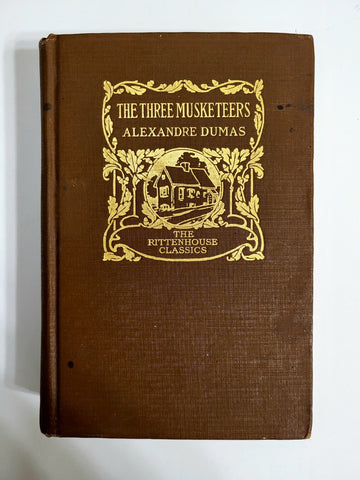 THE THREE MUSKETEERS
ALEXANDRE DUMAS
THE
RITTENHOUSE
CLASSICS